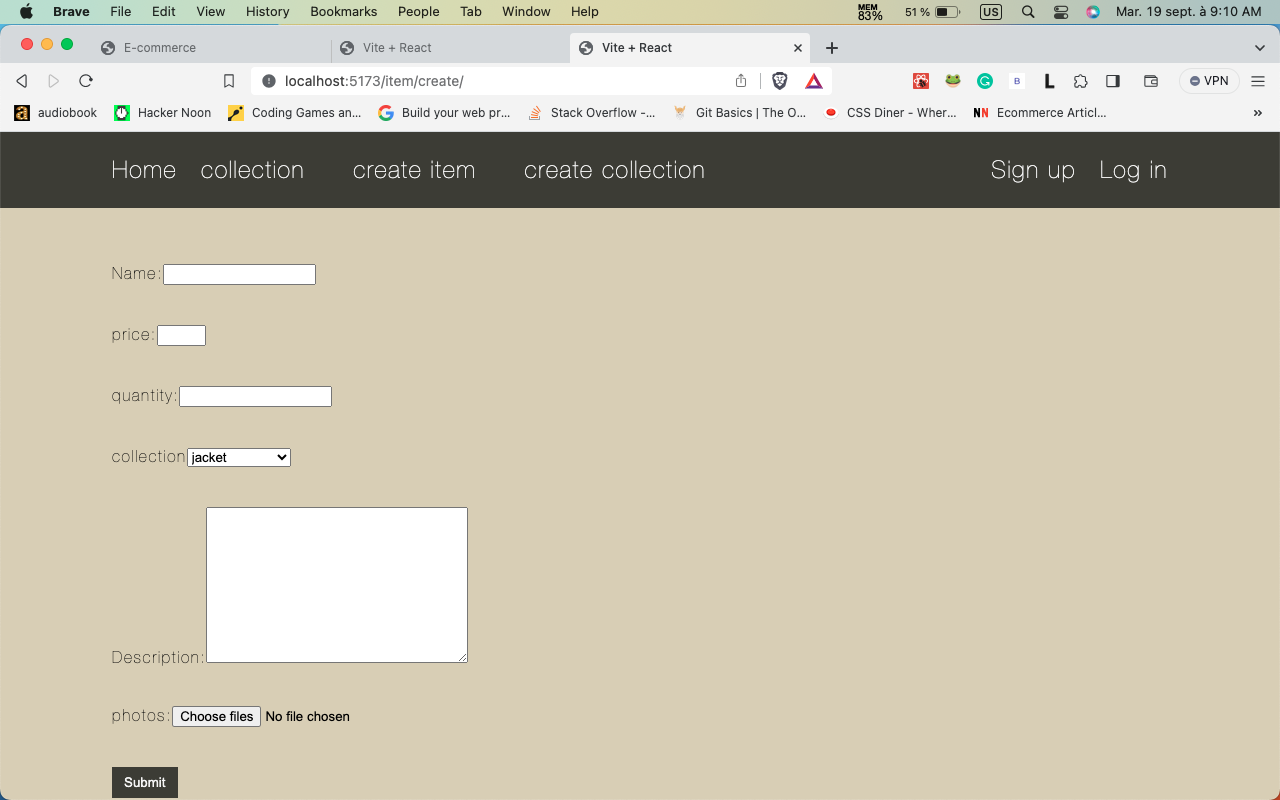 Brave File Edit View History Bookmarks People Tab Window Help MEM 83% 51 % US Mar. 19 sept. à 9:10 AM
E-commerce Vite + React Vite + React
localhost:5173/item/create/ B L VPN
a audiobook Hacker Noon Coding Games an... G Build your web pr... Stack Overflow -... Git Basics | The O... CSS Diner - Wher... NN Ecommerce Articl... »
Home collection create item create collection Sign up Log in
Name:
price:
quantity:
collection jacket
Description:
photos: Choose files No file chosen
Submit